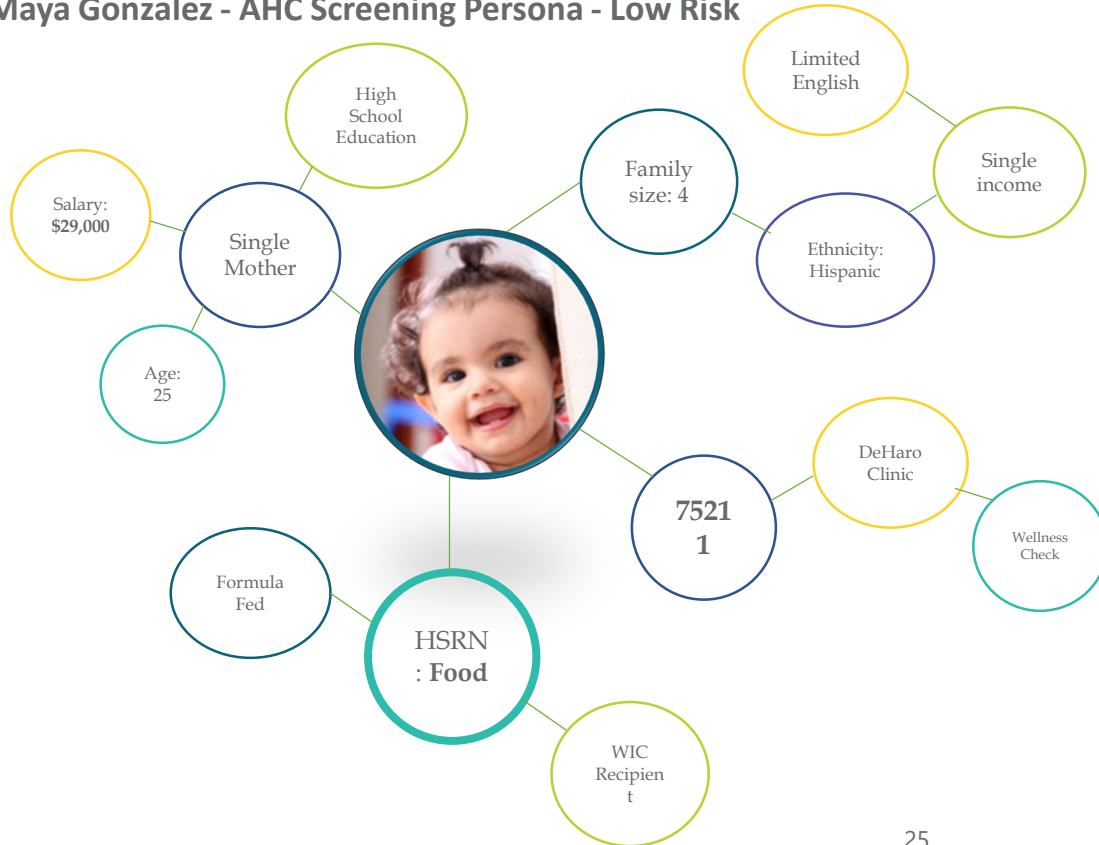 Maya Gonzalez - AHC Screening Persona - Low Risk
Limited
English
High
School
Education
Family
size: 4
Single
income
Salary:
$29,000
Single
Mother
Ethnicity:
Hispanic
Age:
25
DeHaro
Clinic
7521
1
Wellness
Check
Formula
Fed
HSRN
: Food
WIC
Recipien
t
25